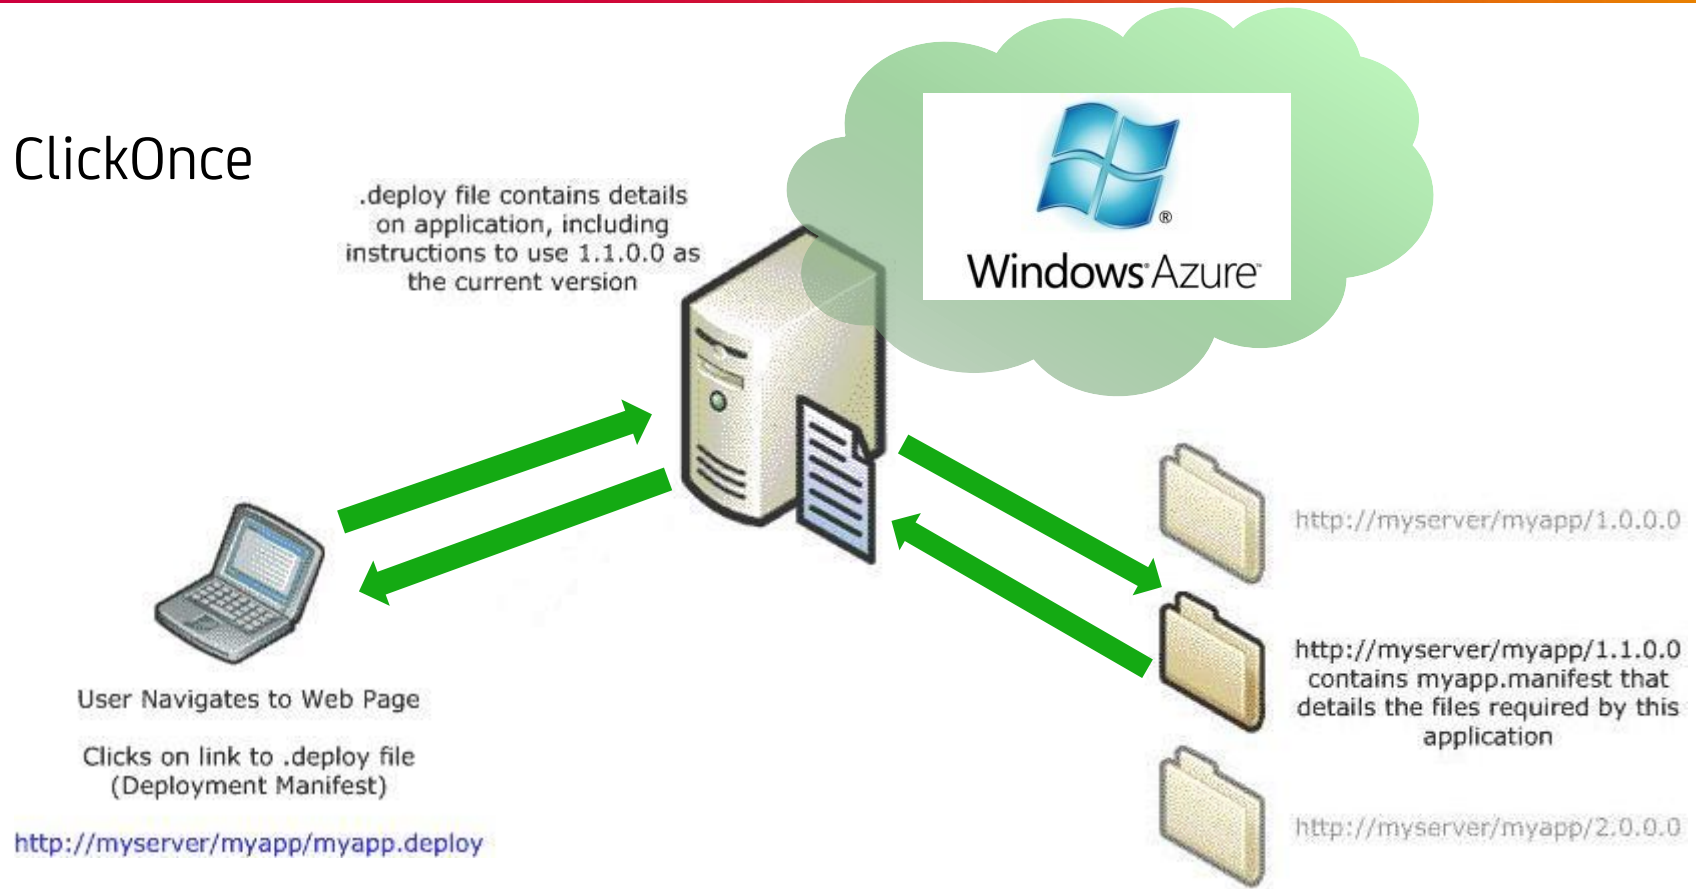 ClickOnce
.deploy file contains details
on application, including
instructions to use 1.1.0.0 as
the current version
®
Windows Azure™
http://myserver/myapp/1.0.0.0
http://myserver/myapp/1.1.0.0
contains myapp.manifest that
details the files required by this
application
http://myserver/myapp/2.0.0.0
User Navigates to Web Page
Clicks on link to .deploy file
(Deployment Manifest)
http://myserver/myapp/myapp.deploy